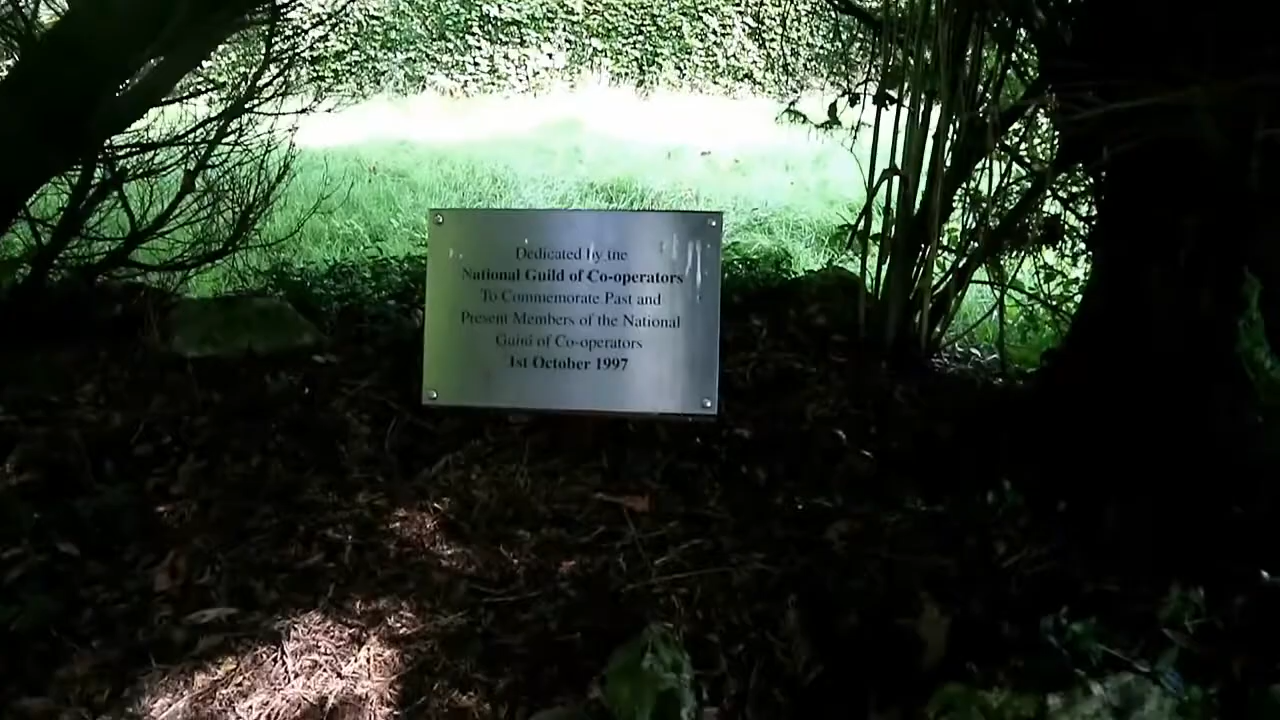 Dedicated by the
National Guild of Co-operators
To Commemorate Past and
Present Members of the National
Guild of Co-operators
1st October 1997